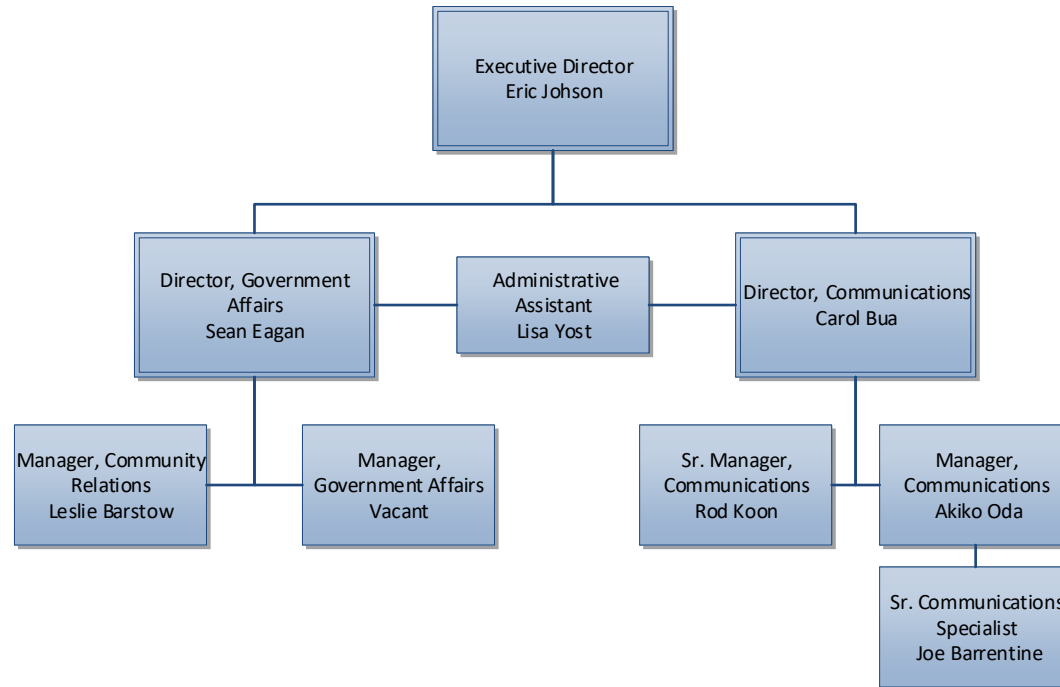 Executive Director
Eric Johson
Director, Government
Affairs
Sean Eagan
Administrative
Assistant
Lisa Yost
Director, Communications
Carol Bua
Manager, Community
Relations
Leslie Barstow
Manager,
Government Affairs
Vacant
Sr. Manager,
Communications
Rod Koon
Manager,
Communications
Akiko Oda
Sr. Communications
Specialist
Joe Barrentine